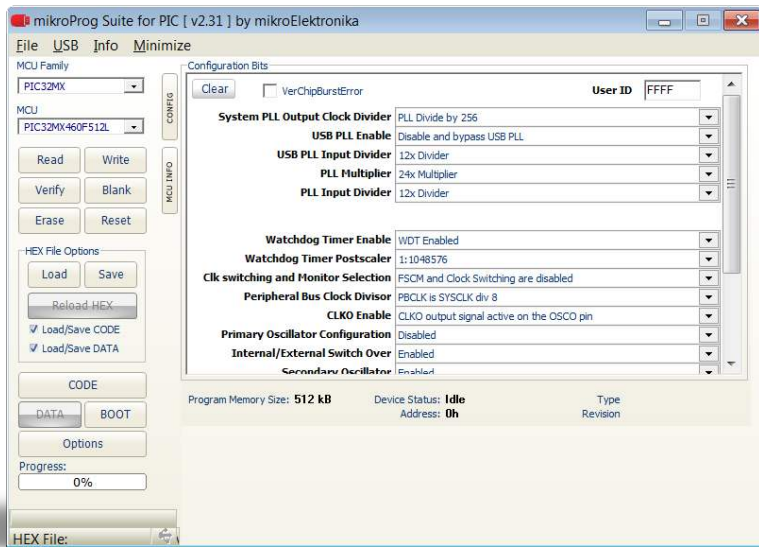 mikroProg Suite for PIC [ v2.31 ] by mikroElektronika
File USB Info Minimize
MCU Family
PIC32MX
MCU
PIC32MX460F512L
Read Write
Verify Blank
Erase Reset
HEX File Options
Load Save
Reload HEX
Load/Save CODE
Load/Save DATA
CODE
DATA BOOT
Options
Progress:
0%
HEX File:
CONFIG
MCU INFO
Configuration Bits
Clear VerChipBurstError User ID FFFF
System PLL Output Clock Divider PLL Divide by 256
USB PLL Enable Disable and bypass USB PLL
USB PLL Input Divider 12x Divider
PLL Multiplier 24x Multiplier
PLL Input Divider 12x Divider
Watchdog Timer Enable WDT Enabled
Watchdog Timer Postscaler 1:1048576
Clk switching and Monitor Selection FSCM and Clock Switching are disabled
Peripheral Bus Clock Divisor PBCLK is SYSCLK div 8
CLKO Enable CLKO output signal active on the OSCO pin
Primary Oscillator Configuration Disabled
Internal/External Switch Over Enabled
Secondary Oscillator Enabled
Program Memory Size: 512 kB Device Status: Idle Type
Address: 0h Revision